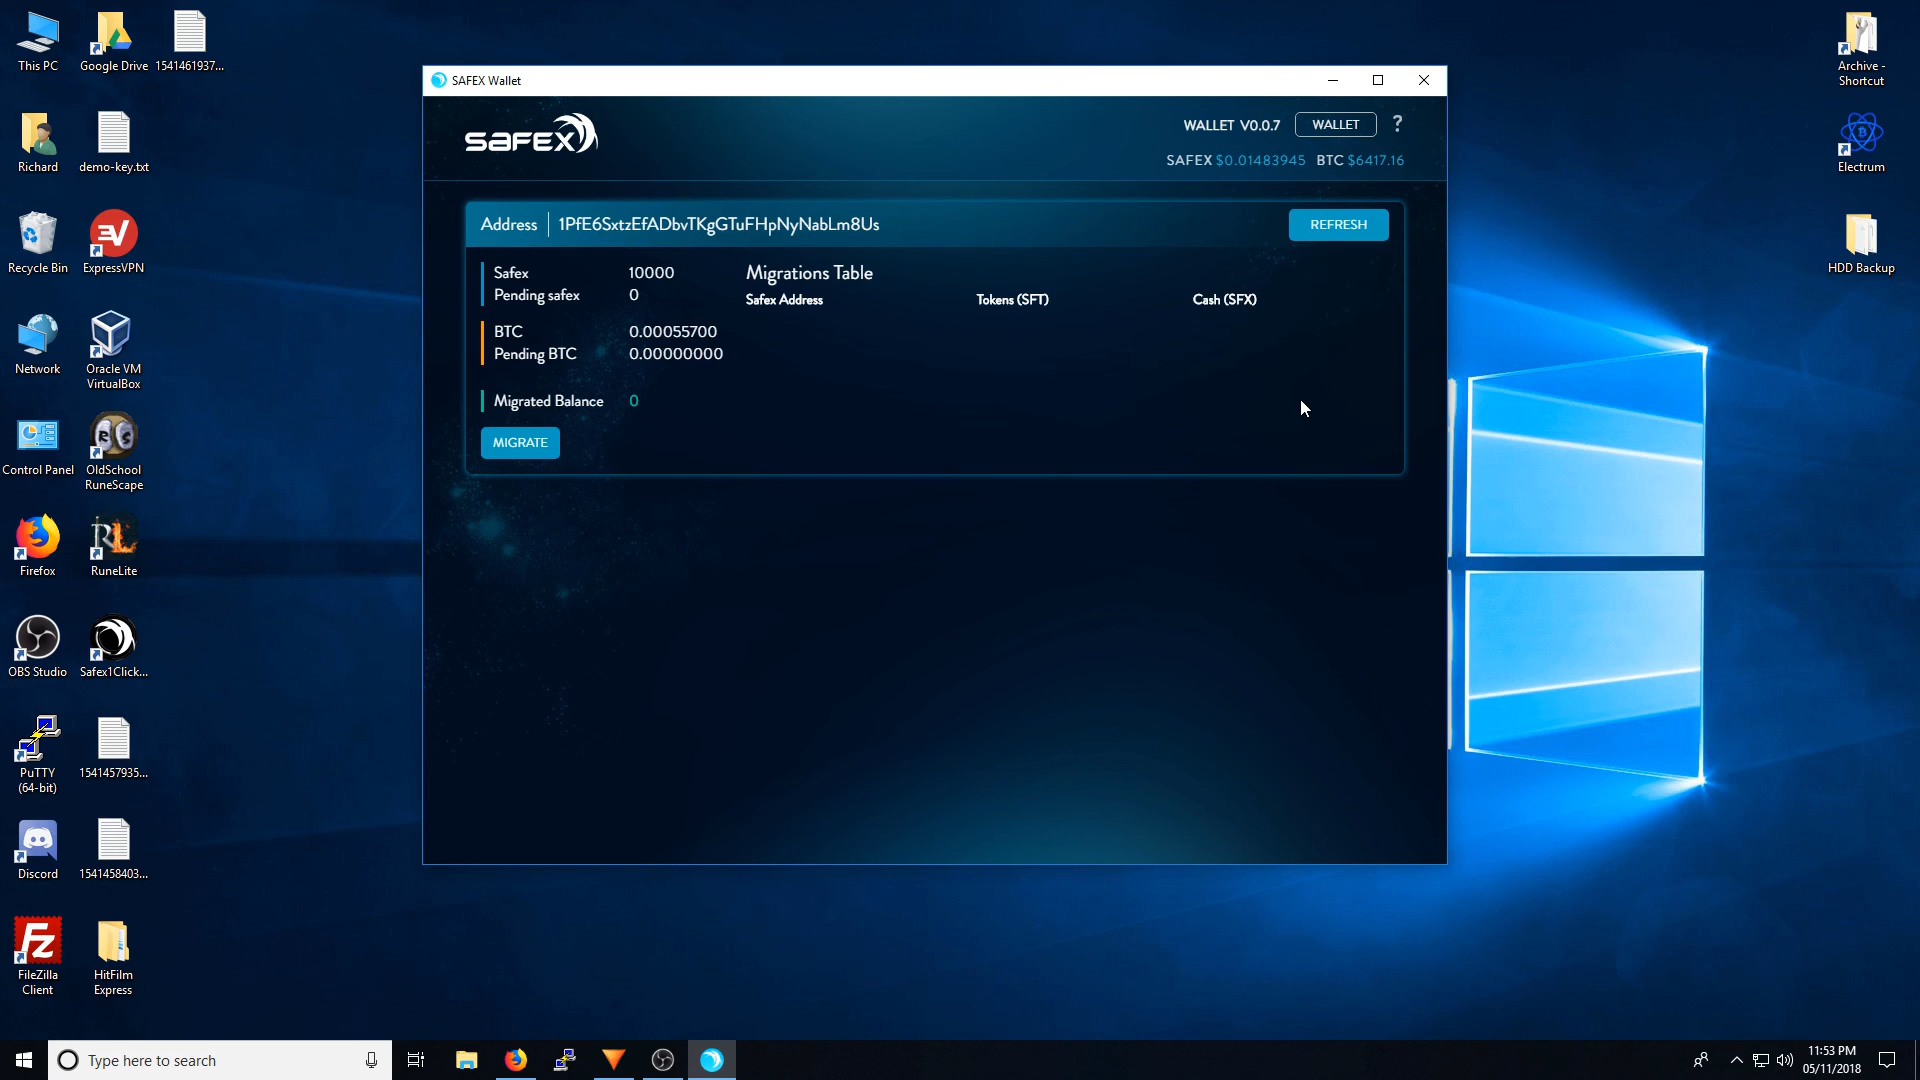 This PC
Google Drive
1541461937...
Richard
demo-key.txt
Recycle Bin
ExpressVPN
Network
Oracle VM
VirtualBox
Control Panel
OldSchool
RuneScape
Firefox
RuneLite
OBS Studio
Safex1Click...
PuTTY
(64-bit)
1541457935...
Discord
1541458403...
FileZilla
Client
HitFilm
Express
SAFEX Wallet
SAFEX
WALLET V0.0.7
WALLET
?
SAFEX $0.01483945 BTC $6417.16
Address
1PfE6SxtzEfADbvTKgGTuFHpNyNabLm8Us
REFRESH
Safex 10000
Pending safex 0
BTC 0.00055700
Pending BTC 0.00000000
Migrated Balance 0
MIGRATE
Migrations Table
Safex Address Tokens (SFT) Cash (SFX)
Archive -
Shortcut
Electrum
HDD Backup
Type here to search
11:53 PM
05/11/2018